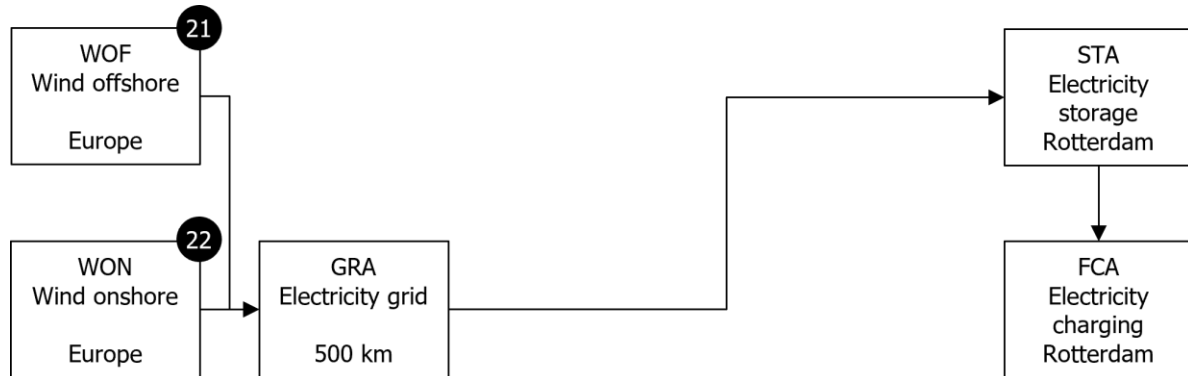 21
WOF
Wind offshore
Europe
STA
Electricity
storage
Rotterdam
22
WON
Wind onshore
Europe
GRA
Electricity grid
500 km
FCA
Electricity
charging
Rotterdam